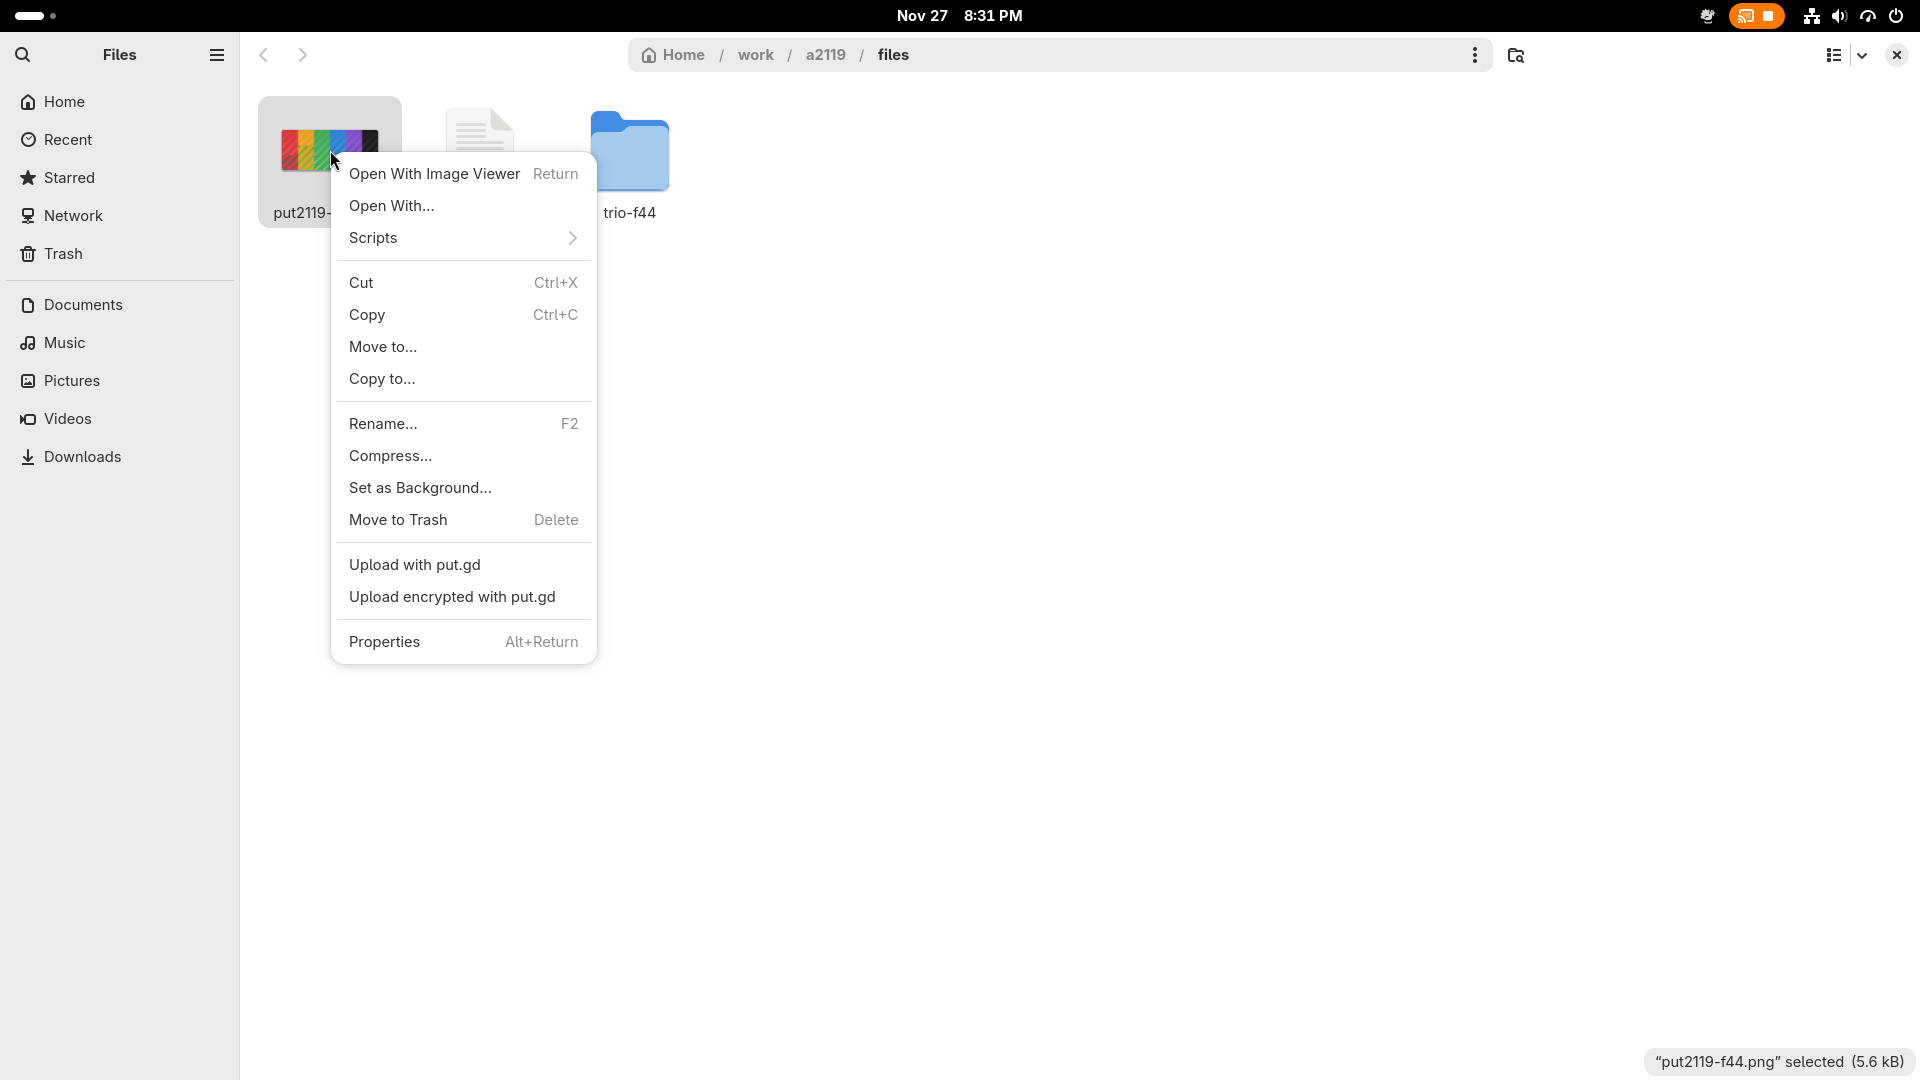 Nov 27 8:31 PM
Files
Home / work / a2119 / files
Home
Recent
Starred
Network
Trash
Documents
Music
Pictures
Videos
Downloads
put2119-
trio-f44
Open With Image Viewer Return
Open With...
Scripts
Cut Ctrl+X
Copy Ctrl+C
Move to...
Copy to...
Rename... F2
Compress...
Set as Background...
Move to Trash Delete
Upload with put.gd
Upload encrypted with put.gd
Properties Alt+Return
“put2119-f44.png” selected (5.6 kB)